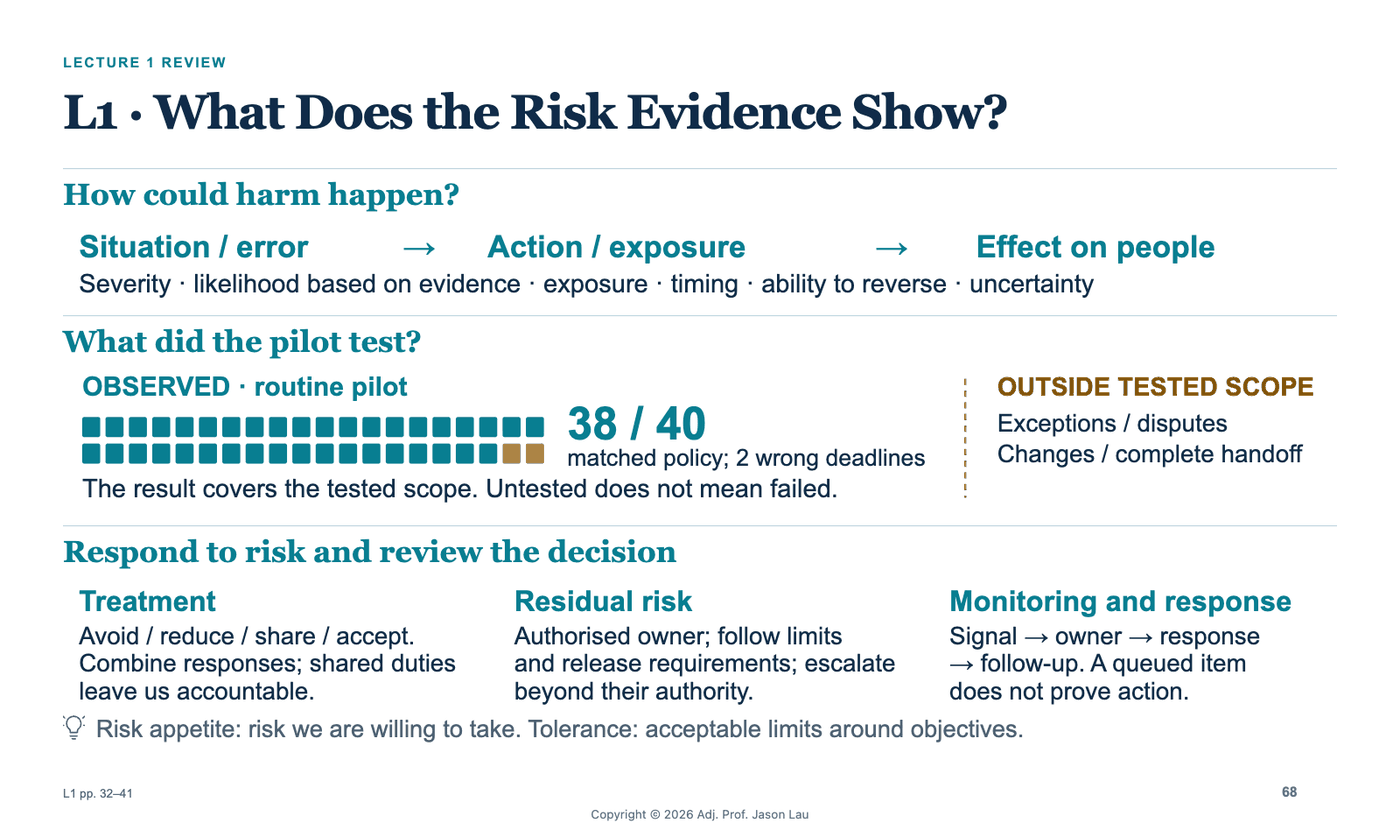 LECTURE 1 REVIEW
L1 · What Does the Risk Evidence Show?
How could harm happen?
Situation / error → Action / exposure → Effect on people
Severity · likelihood based on evidence · exposure · timing · ability to reverse · uncertainty
What did the pilot test?
OBSERVED · routine pilot
38 / 40
matched policy; 2 wrong deadlines
The result covers the tested scope. Untested does not mean failed.
OUTSIDE TESTED SCOPE
Exceptions / disputes
Changes / complete handoff
Respond to risk and review the decision
Treatment
Avoid / reduce / share / accept.
Combine responses; shared duties
leave us accountable.
Residual risk
Authorised owner; follow limits
and release requirements; escalate
beyond their authority.
Monitoring and response
Signal → owner → response
→ follow-up. A queued item
does not prove action.
Risk appetite: risk we are willing to take. Tolerance: acceptable limits around objectives.
L1 pp. 32–41
68
Copyright © 2026 Adj. Prof. Jason Lau